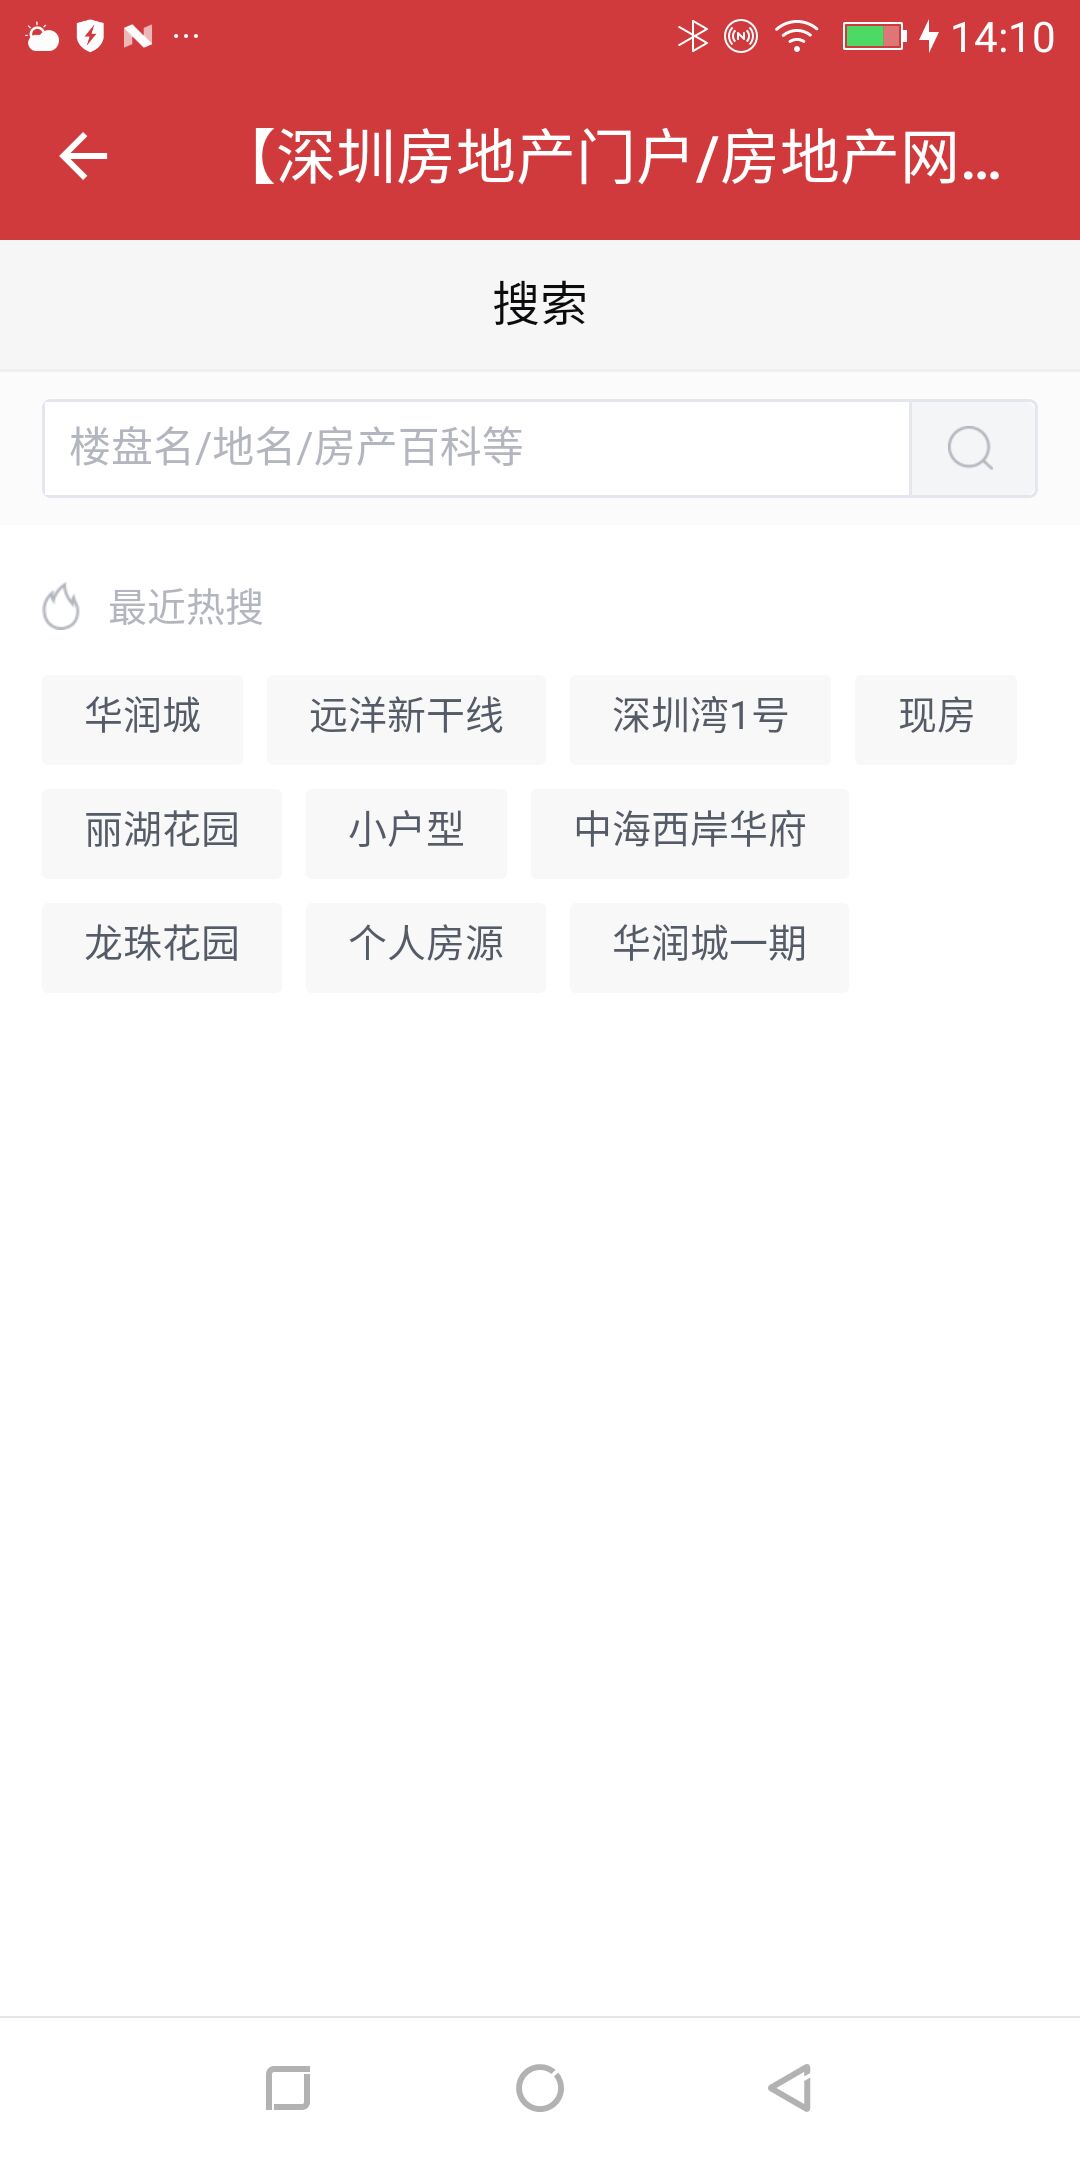 14:10
【深圳房地产门户/房地产网...
搜索
楼盘名/地名/房产百科等
最近热搜
华润城 远洋新干线 深圳湾1号 现房
丽湖花园 小户型 中海西岸华府
龙珠花园 个人房源 华润城一期